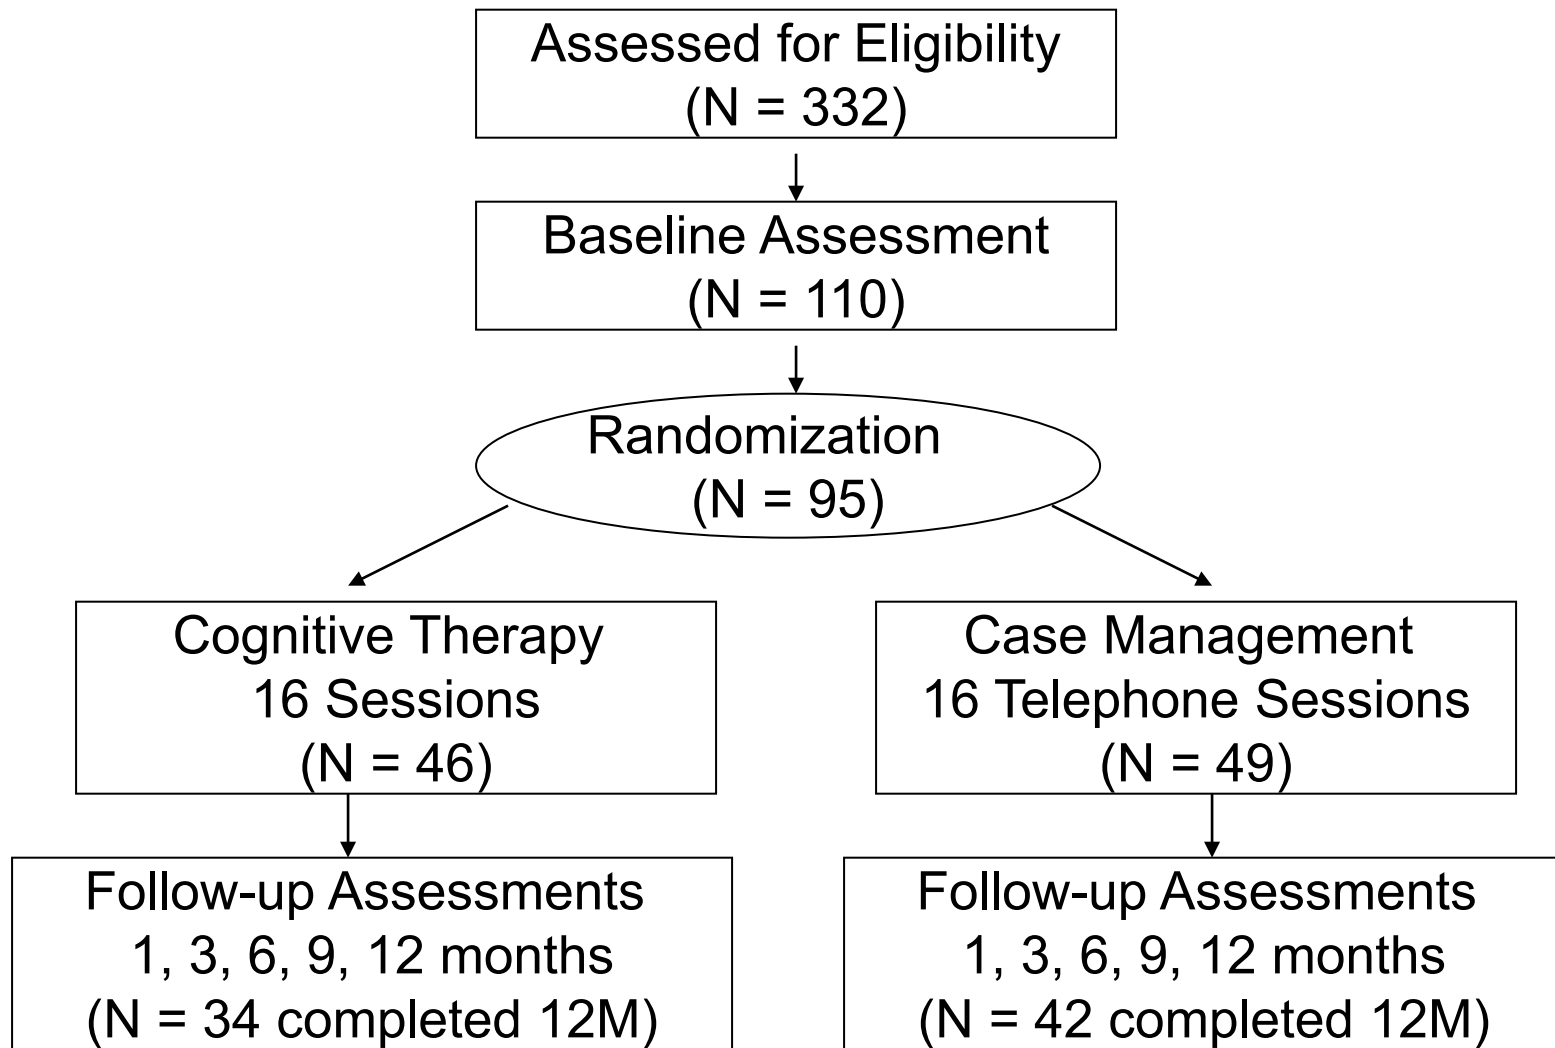 Assessed for Eligibility
(N = 332)
Baseline Assessment
(N = 110)
Randomization
(N = 95)
Cognitive Therapy
16 Sessions
(N = 46)
Case Management
16 Telephone Sessions
(N = 49)
Follow-up Assessments
1, 3, 6, 9, 12 months
(N = 34 completed 12M)
Follow-up Assessments
1, 3, 6, 9, 12 months
(N = 42 completed 12M)